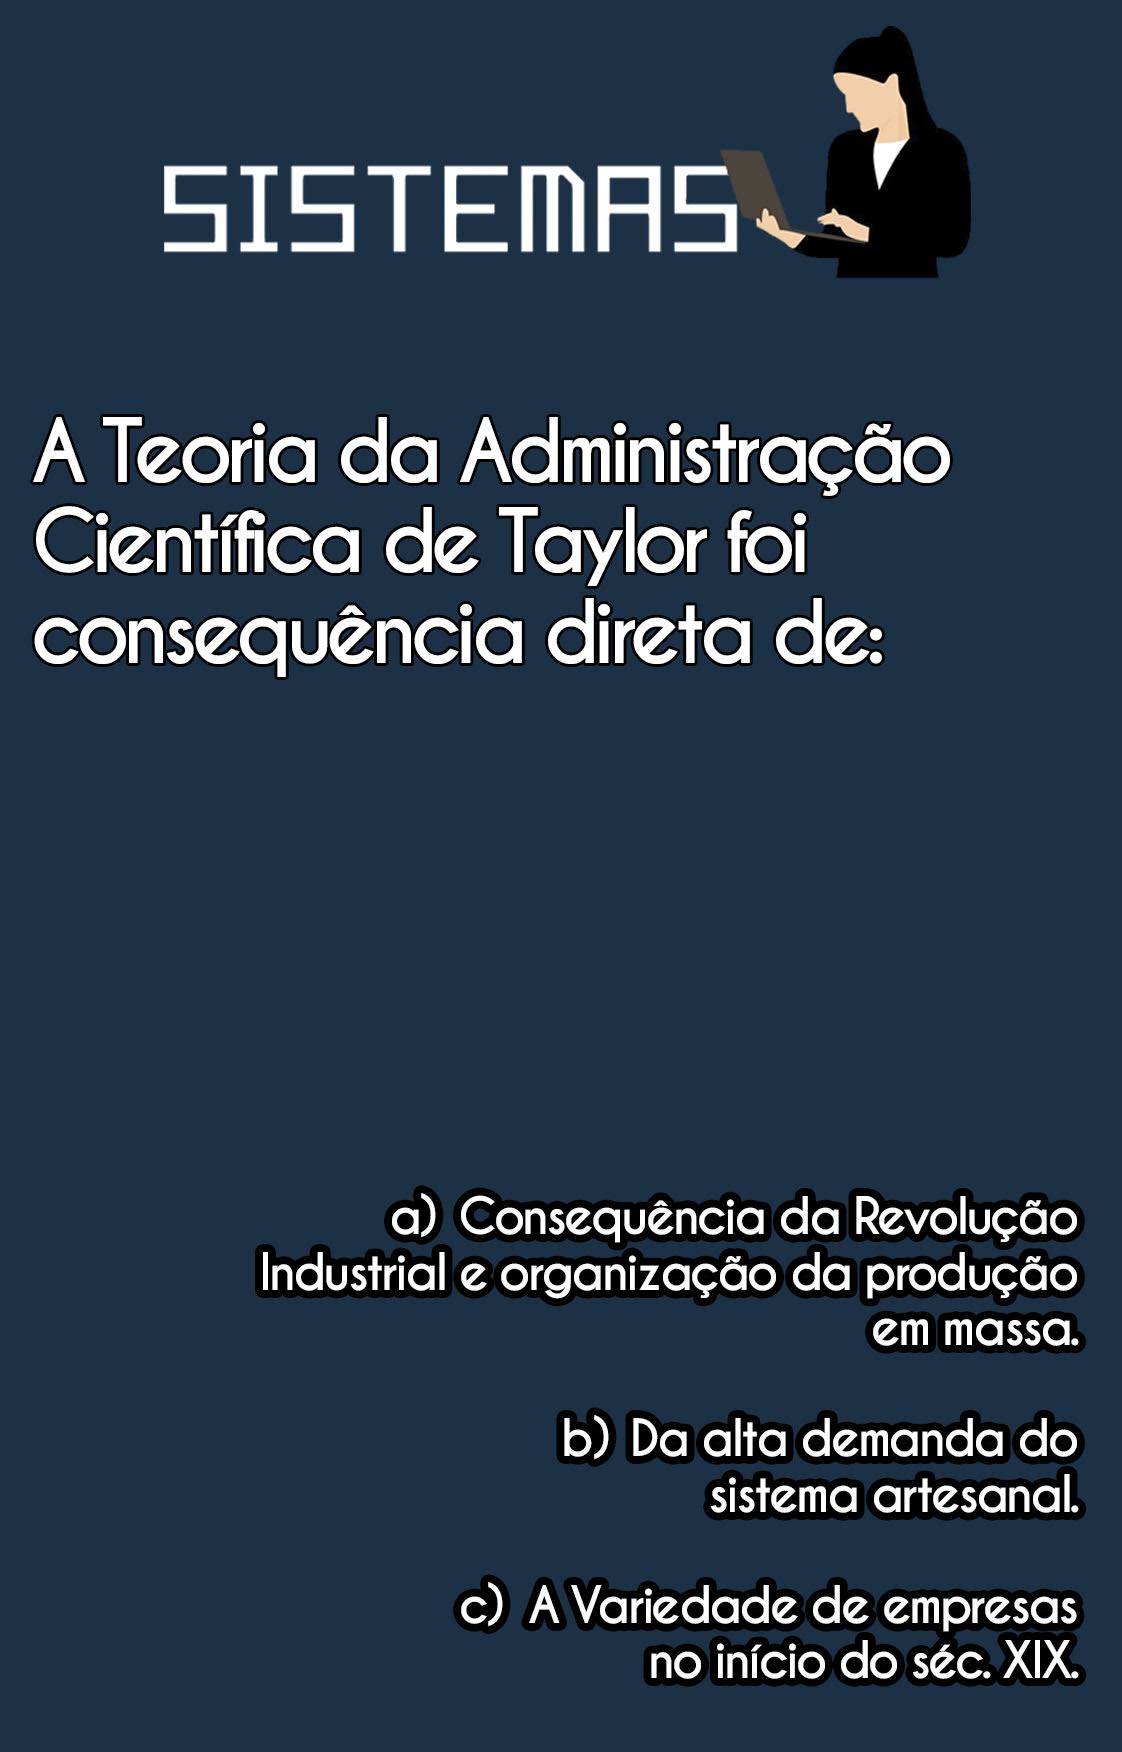 SISTEMAS
A Teoria da Administração
Científica de Taylor foi
consequência direta de:
a) Consequência da Revolução
Industrial e organização da produção
em massa.
b) Da alta demanda do
sistema artesanal.
c) A Variedade de empresas
no início do séc. XIX.